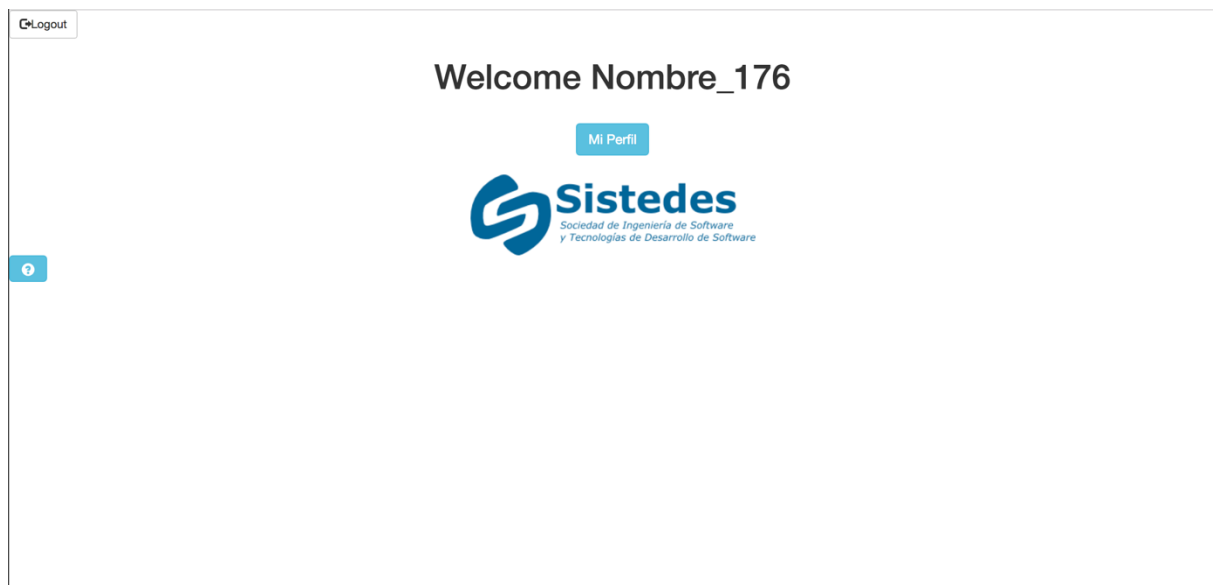 Logout
Welcome Nombre_176
Mi Perfil
Sistedes
Sociedad de Ingeniería de Software
y Tecnologías de Desarrollo de Software
?